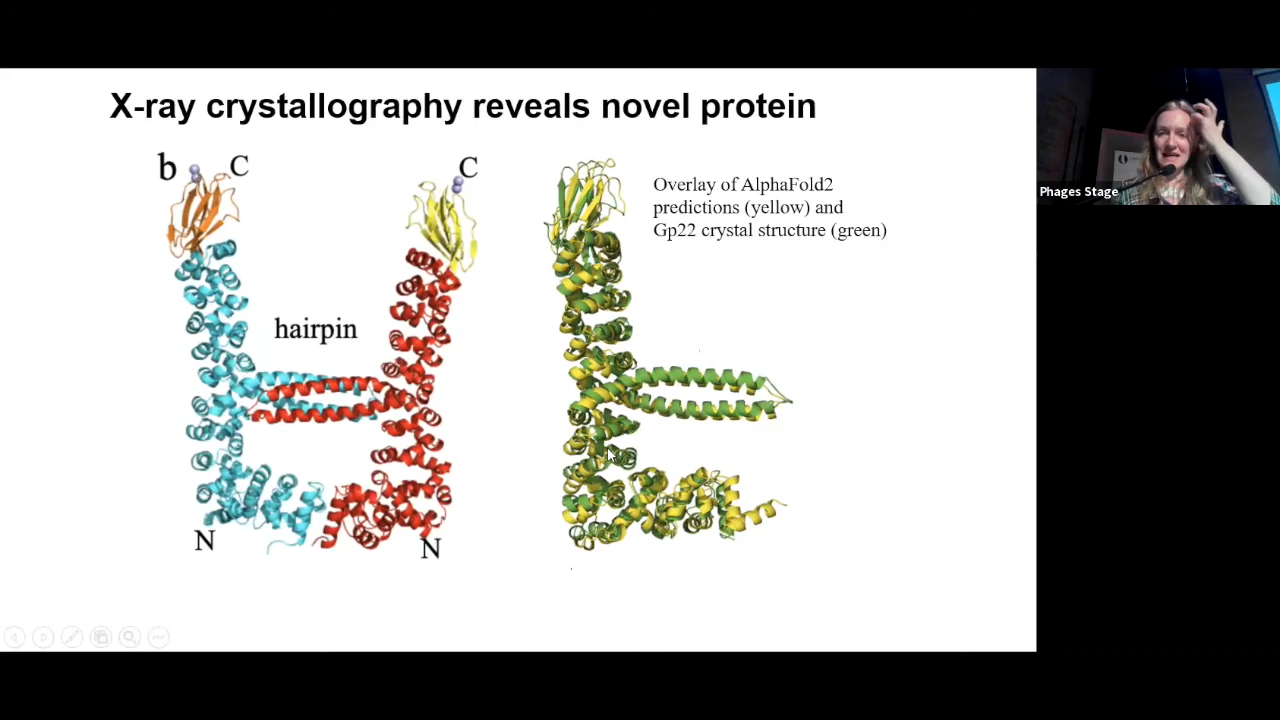 X-ray crystallography reveals novel protein
b C
C
Overlay of AlphaFold2
predictions (yellow) and
Gp22 crystal structure (green)
hairpin
N
N
Phages Stage